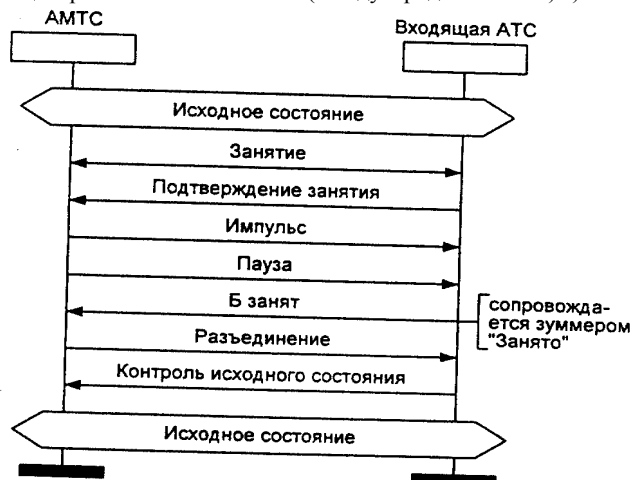 АМТС
Входящая АТС
Исходное состояние
Занятие
Подтверждение занятия
Импульс
Пауза
Б занят
сопровожда-
ется зуммером
"Занято"
Разъединение
Контроль исходного состояния
Исходное состояние